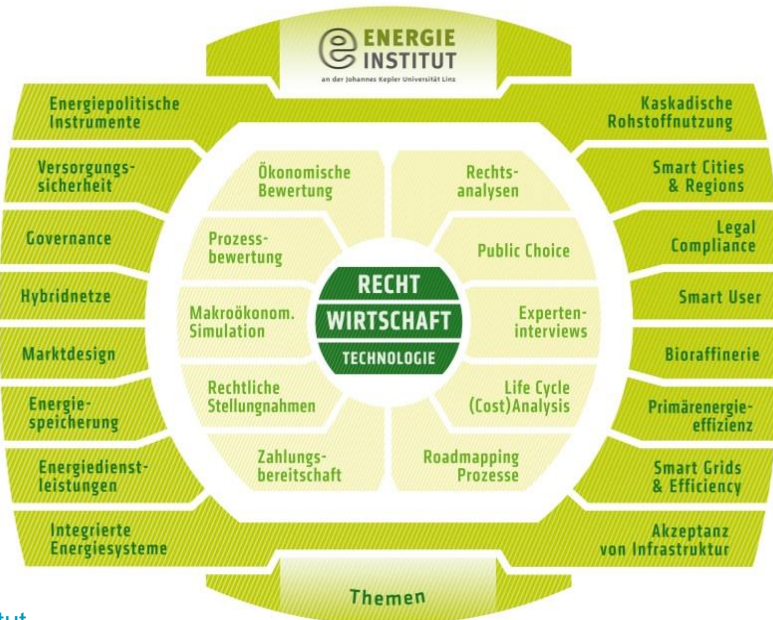 ENERGIE
INSTITUT
an der Johannes Kepler Universität Linz
Energiepolitische
Instrumente
Versorgungs-
sicherheit
Governance
Hybridnetze
Marktdesign
Energie-
speicherung
Energiedienst-
leistungen
Integrierte
Energiesysteme
Ökonomische
Bewertung
Prozess-
bewertung
Makroökonom.
Simulation
Rechtliche
Stellungnahmen
Zahlungs-
bereitschaft
RECHT
WIRTSCHAFT
TECHNOLOGIE
Rechts-
analysen
Public Choice
Experten-
interviews
Life Cycle
(Cost)Analysis
Roadmapping
Prozesse
Kaskadische
Rohstoffnutzung
Smart Cities
& Regions
Legal
Compliance
Smart User
Bioraffinerie
Primärenergie-
effizienz
Smart Grids
& Efficiency
Akzeptanz
von Infrastruktur
Themen